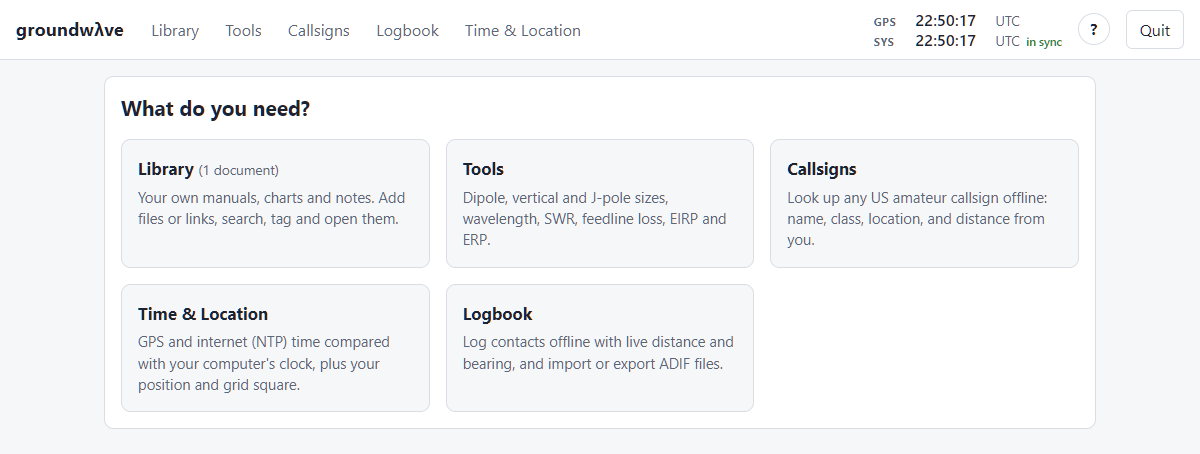 groundwλve Library Tools Callsigns Logbook Time & Location
GPS 22:50:17 UTC
SYS 22:50:17 UTC in sync
?
Quit
What do you need?
Library (1 document)
Your own manuals, charts and notes. Add
files or links, search, tag and open them.
Tools
Dipole, vertical and J-pole sizes,
wavelength, SWR, feedline loss, EIRP and
ERP.
Callsigns
Look up any US amateur callsign offline:
name, class, location, and distance from
you.
Time & Location
GPS and internet (NTP) time compared
with your computer's clock, plus your
position and grid square.
Logbook
Log contacts offline with live distance and
bearing, and import or export ADIF files.